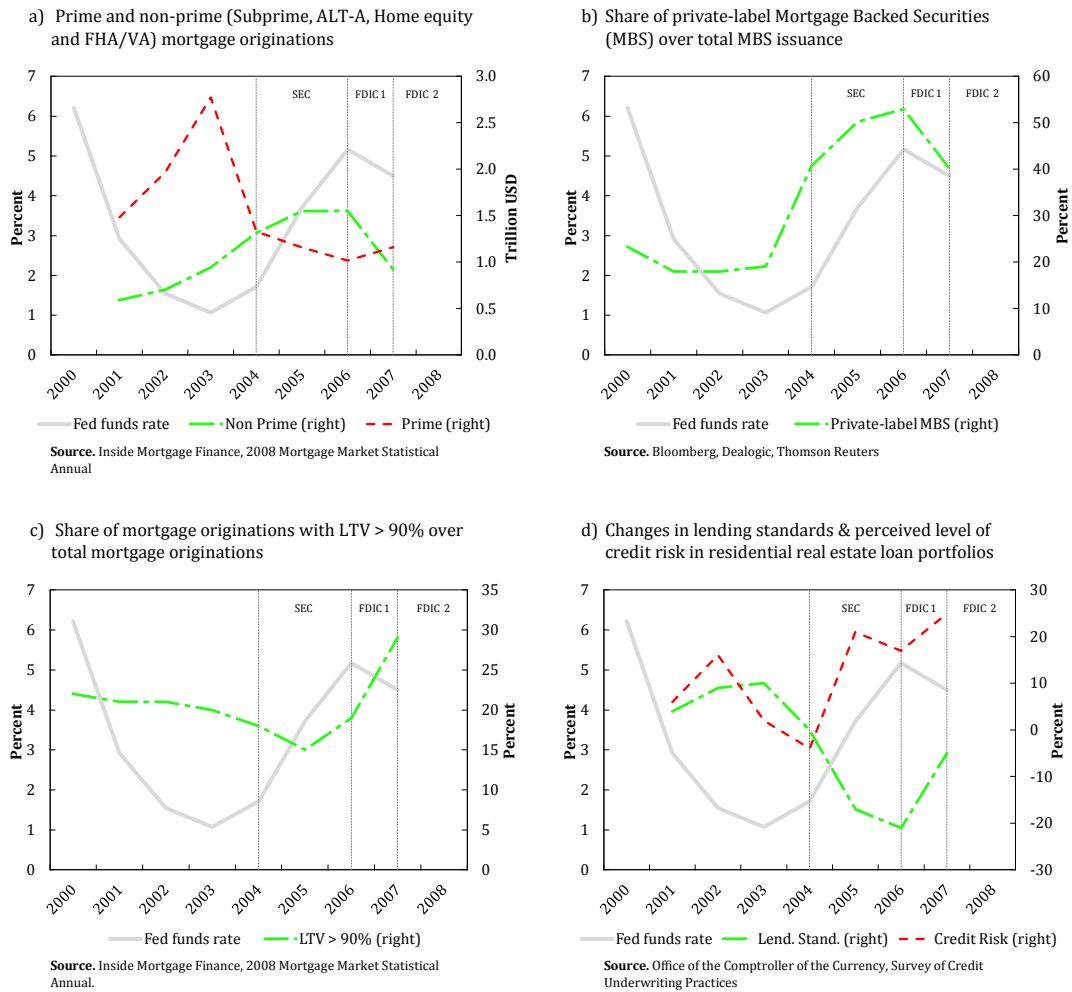 a) Prime and non-prime (Subprime, ALT-A, Home equity
and FHA/VA) mortgage originations
7
6
5
4
3
2
1
0
Percent
3.0
2.5
2.0
1.5
1.0
0.5
0.0
Trillion USD
SEC
FDIC 1
FDIC 2
2000
2001
2002
2003
2004
2005
2006
2007
2008
Fed funds rate
Non Prime (right)
Prime (right)
Source. Inside Mortgage Finance, 2008 Mortgage Market Statistical
Annual
b) Share of private-label Mortgage Backed Securities
(MBS) over total MBS issuance
7
6
5
4
3
2
1
0
Percent
60
50
40
30
20
10
0
Percent
SEC
FDIC 1
FDIC 2
2000
2001
2002
2003
2004
2005
2006
2007
2008
Fed funds rate
Private-label MBS (right)
Source. Bloomberg, Dealogic, Thomson Reuters
c) Share of mortgage originations with LTV > 90% over
total mortgage originations
7
6
5
4
3
2
1
0
Percent
35
30
25
20
15
10
5
0
Percent
SEC
FDIC 1
FDIC 2
2000
2001
2002
2003
2004
2005
2006
2007
2008
Fed funds rate
LTV > 90% (right)
Source. Inside Mortgage Finance, 2008 Mortgage Market Statistical
Annual.
d) Changes in lending standards & perceived level of
credit risk in residential real estate loan portfolios
7
6
5
4
3
2
1
0
Percent
30
20
10
0
-10
-20
-30
Percent
SEC
FDIC 1
FDIC 2
2000
2001
2002
2003
2004
2005
2006
2007
2008
Fed funds rate
Lend. Stand. (right)
Credit Risk (right)
Source. Office of the Comptroller of the Currency, Survey of Credit
Underwriting Practices